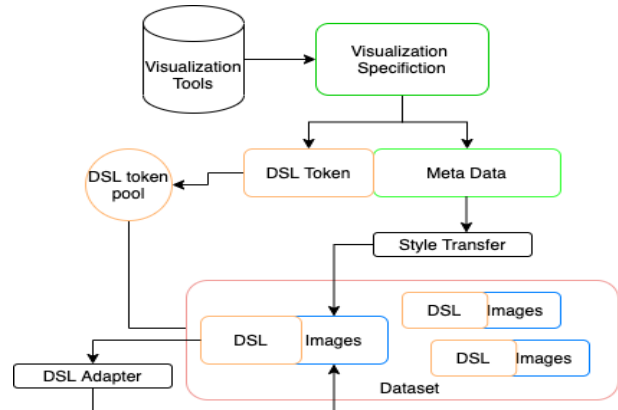 Visualization
Tools
Visualization
Specifiction
DSL Token
Meta Data
DSL token
pool
Style Transfer
DSL
Images
DSL
Images
DSL
Images
DSL Adapter
Dataset